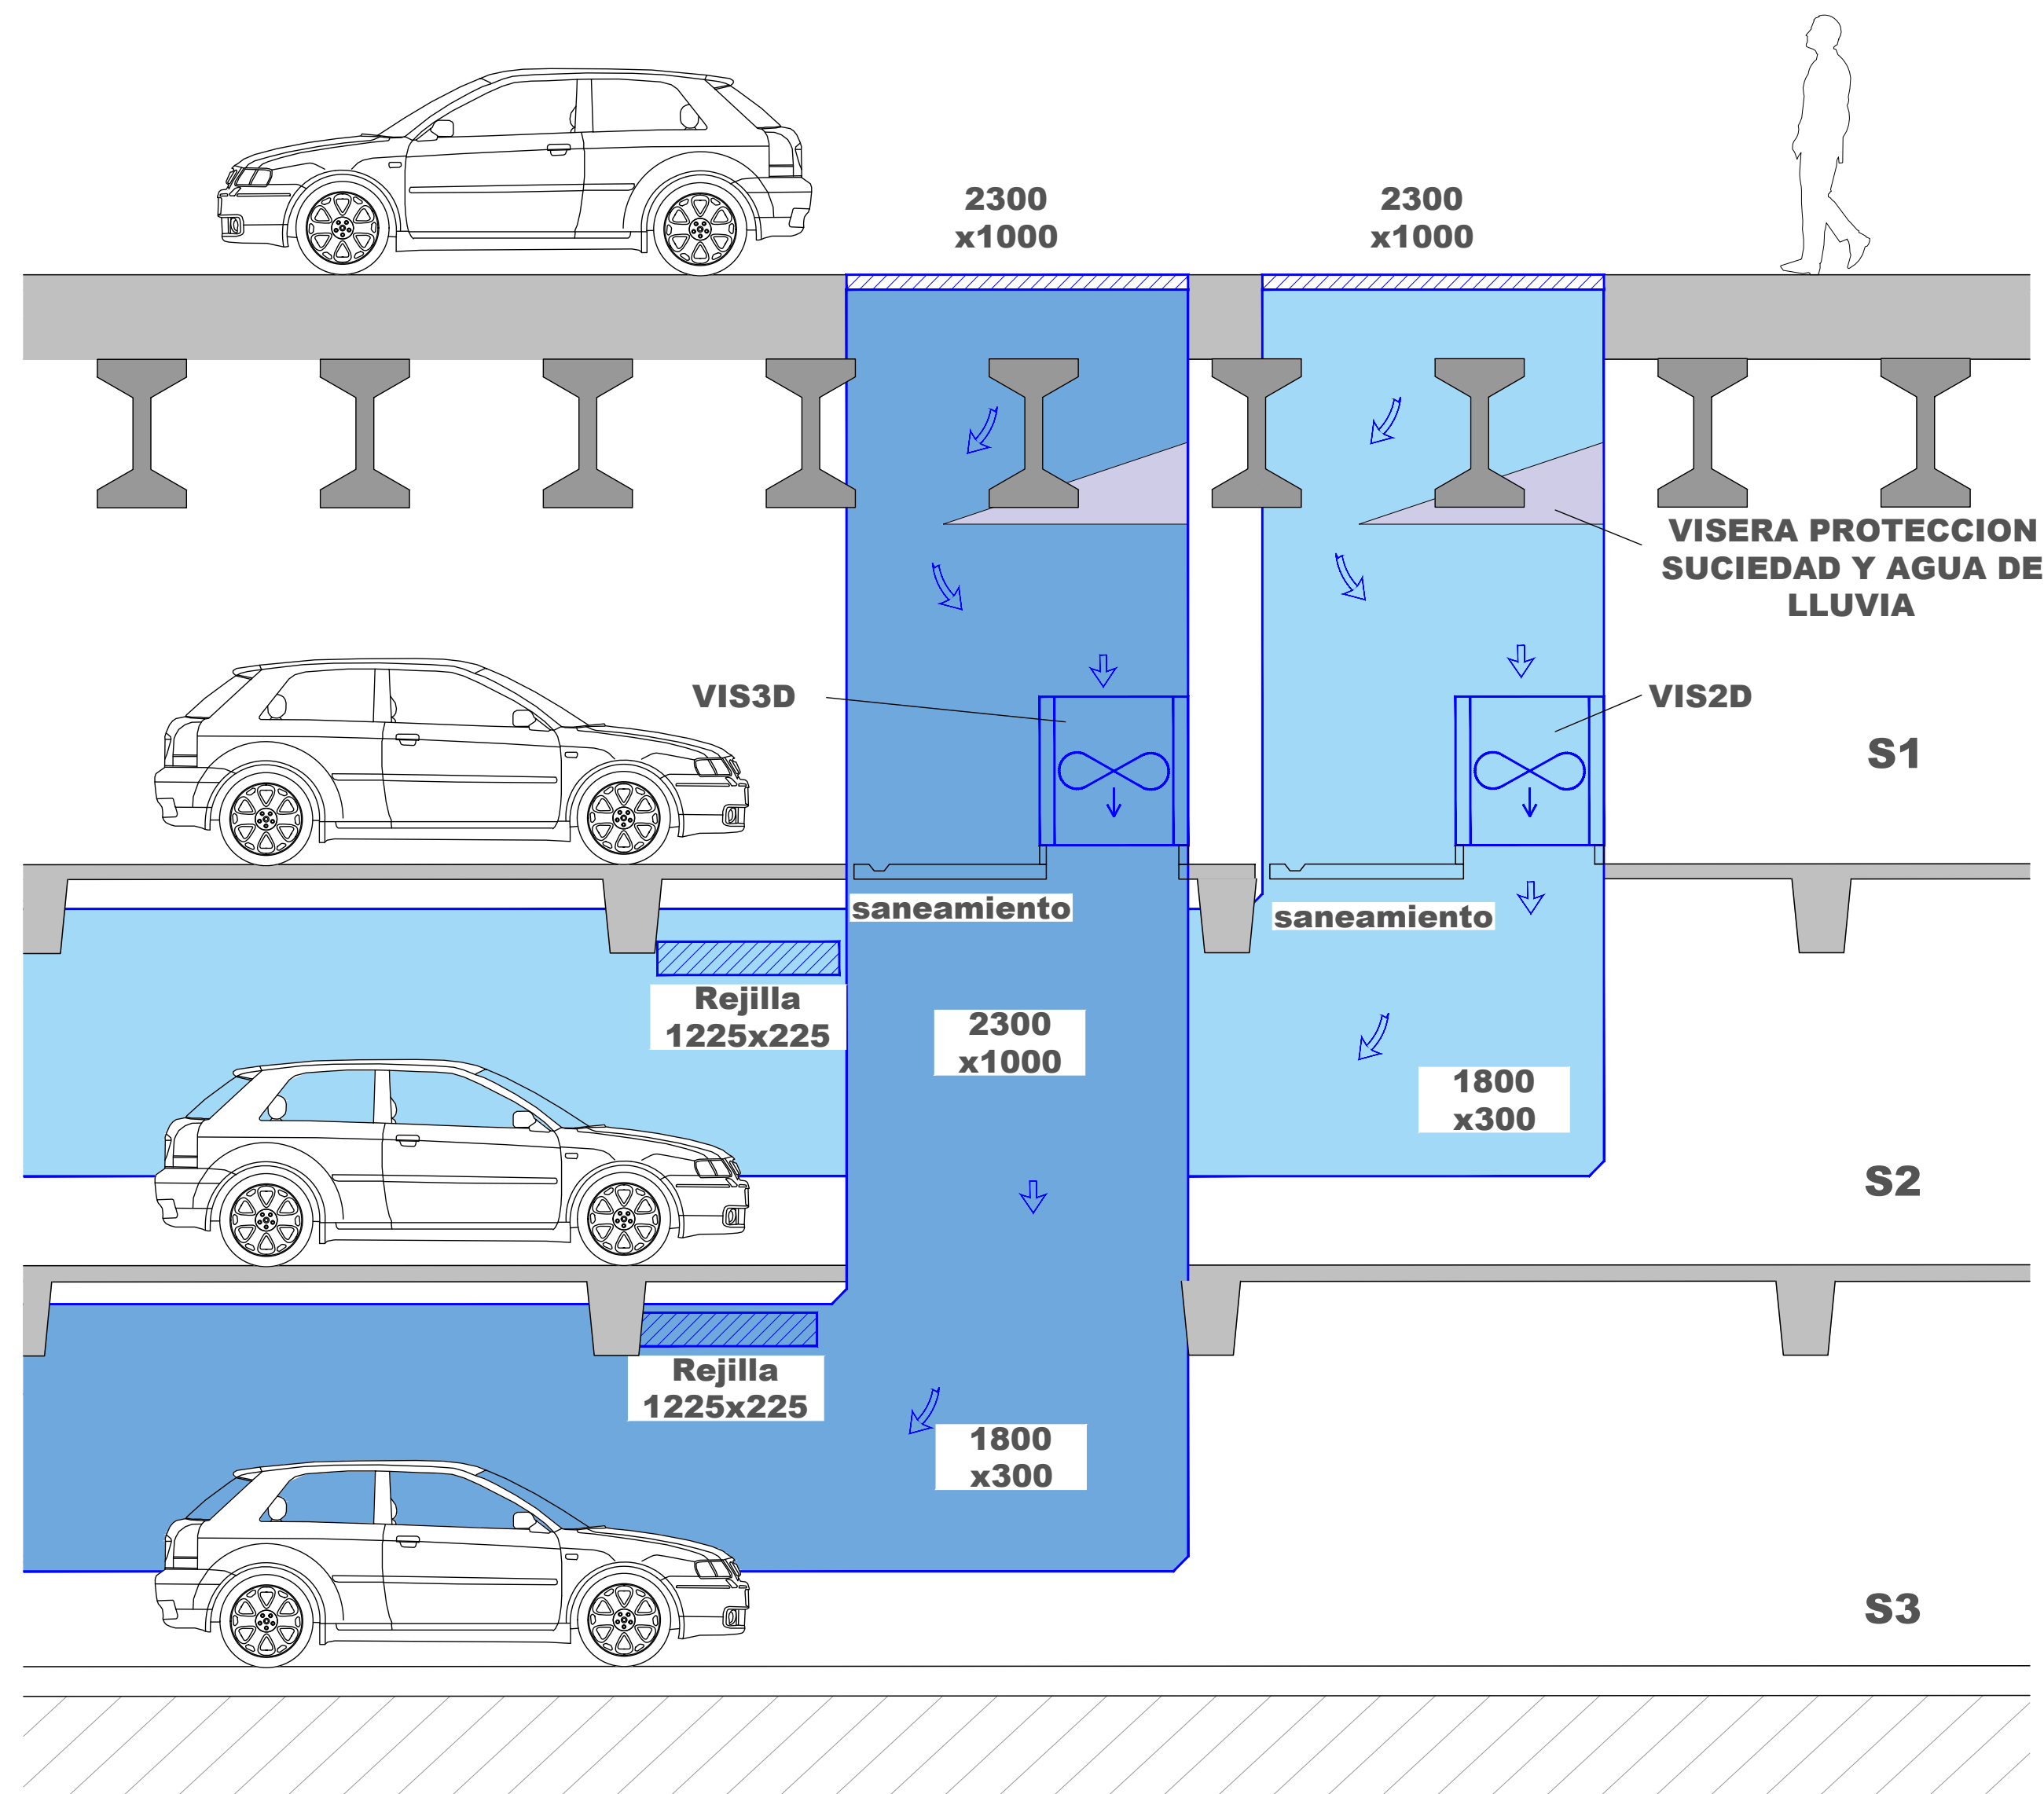 2300
x1000
2300
x1000
VISERA PROTECCION
SUCIEDAD Y AGUA DE
LLUVIA
VIS3D
VIS2D
S1
saneamiento
saneamiento
Rejilla
1225x225
2300
x1000
1800
x300
S2
Rejilla
1225x225
1800
x300
S3